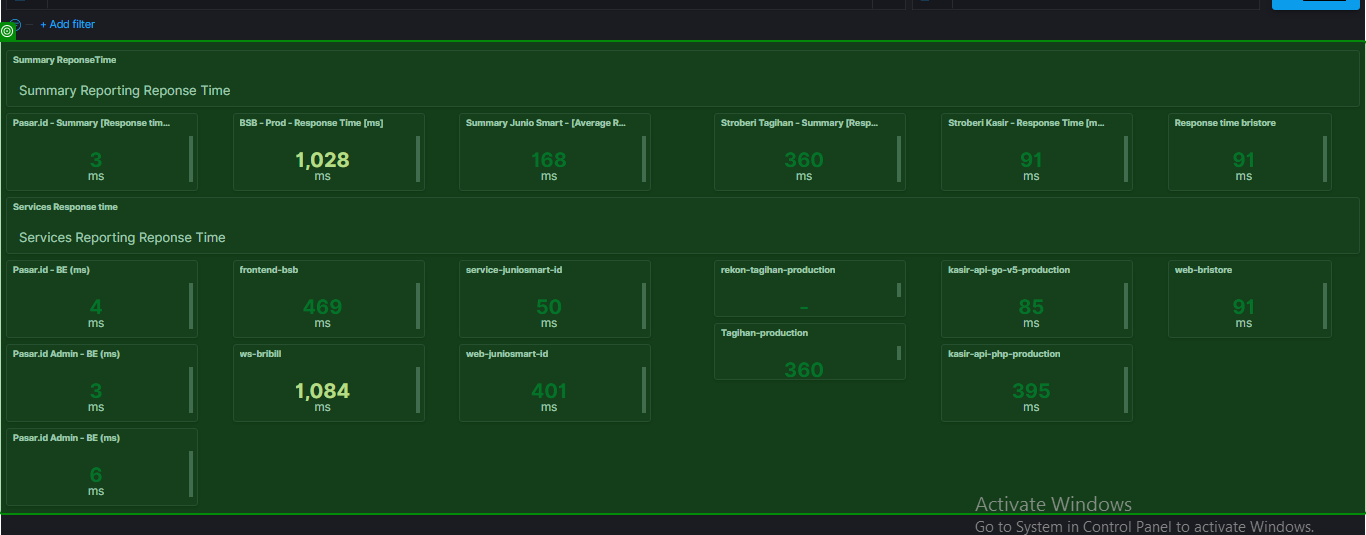 + Add filter
Summary ReponseTime
Summary Reporting Reponse Time
Pasar.id - Summary [Response tim...
3
ms
BSB - Prod - Response Time [ms]
1,028
ms
Summary Junio Smart - [Average R...
168
ms
Stroberi Tagihan - Summary [Resp...
360
ms
Stroberi Kasir - Response Time [m...
91
ms
Response time bristore
91
ms
Services Response time
Services Reporting Reponse Time
Pasar.id - BE (ms)
4
ms
frontend-bsb
469
ms
service-juniosmart-id
50
ms
rekon-tagihan-production
-
kasir-api-go-v5-production
85
ms
web-bristore
91
ms
Pasar.id Admin - BE (ms)
3
ms
ws-bribill
1,084
ms
web-juniosmart-id
401
ms
Tagihan-production
360
kasir-api-php-production
395
ms
Pasar.id Admin - BE (ms)
6
ms
Activate Windows
Go to System in Control Panel to activate Windows.